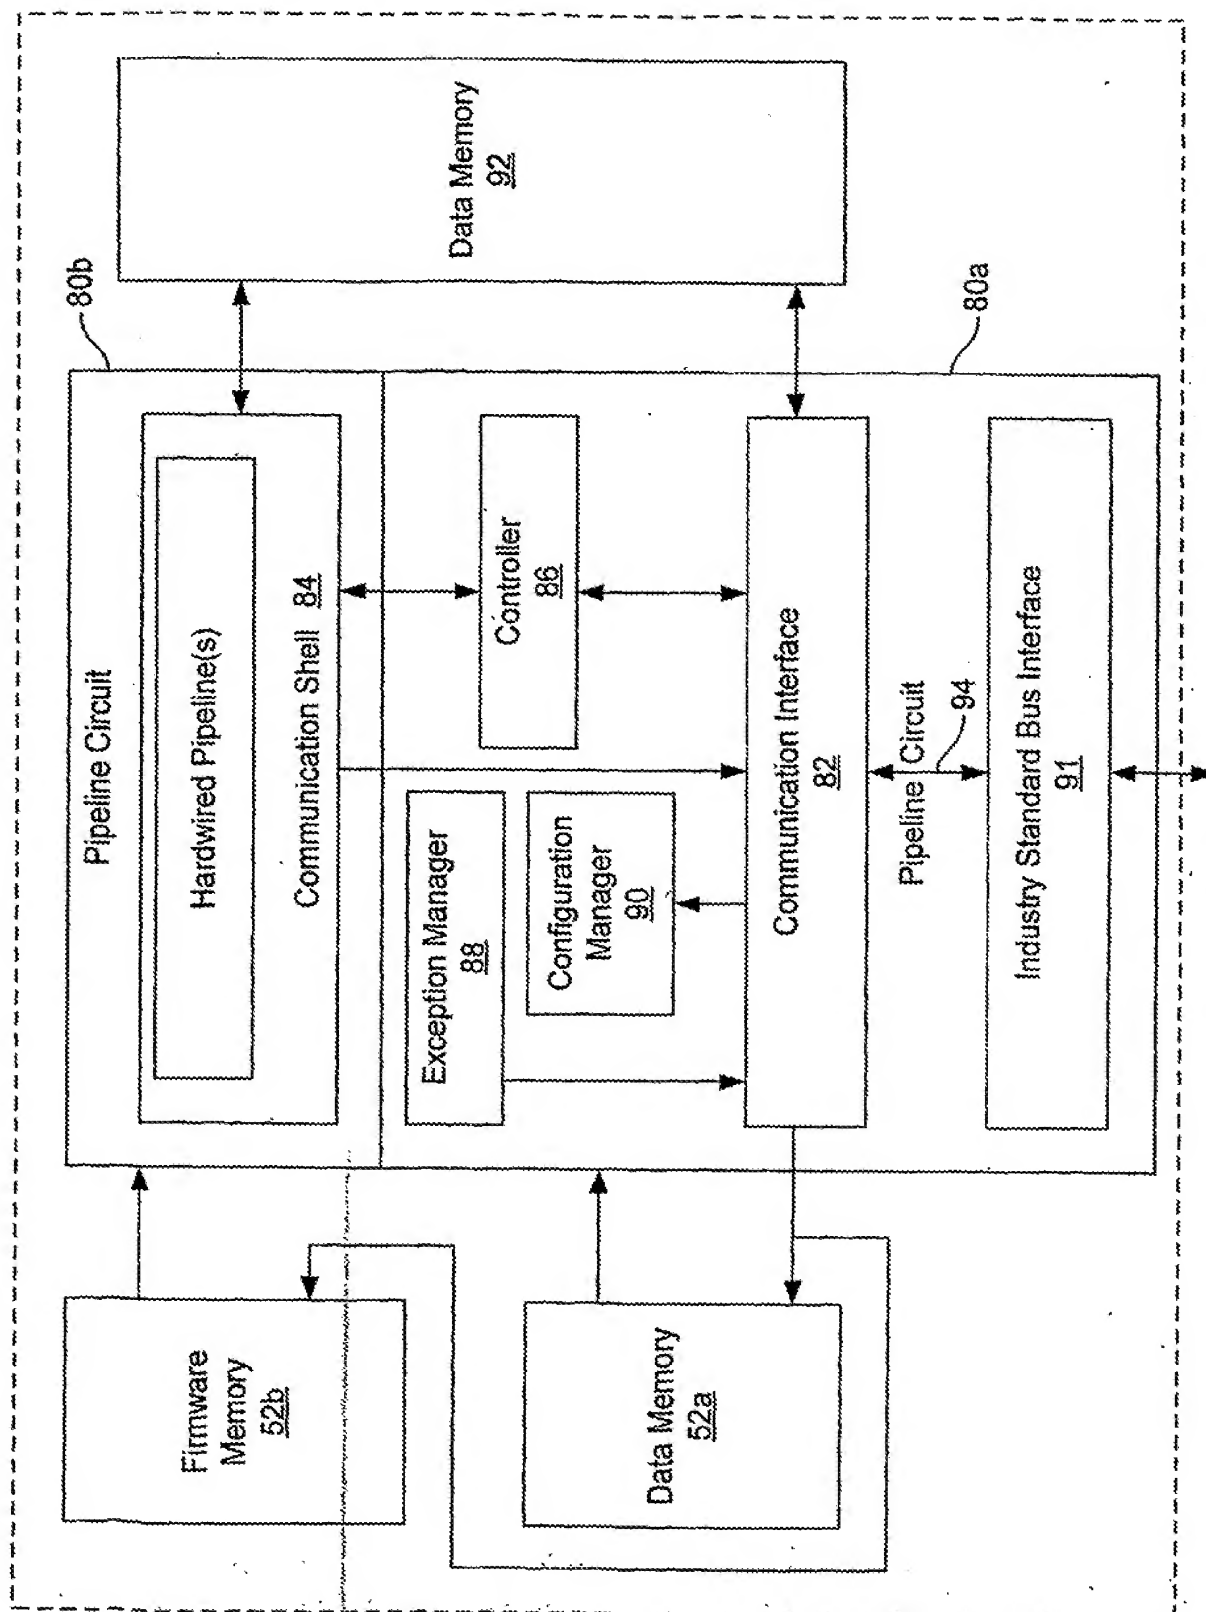 Firmware
Memory
52b
Data Memory
52a
Pipeline Circuit
80b
Hardwired Pipeline(s)
Communication Shell 84
Exception Manager
88
Configuration
Manager
90
Controller
86
Communication Interface
82
Pipeline Circuit
94
Industry Standard Bus Interface
91
80a
Data Memory
92